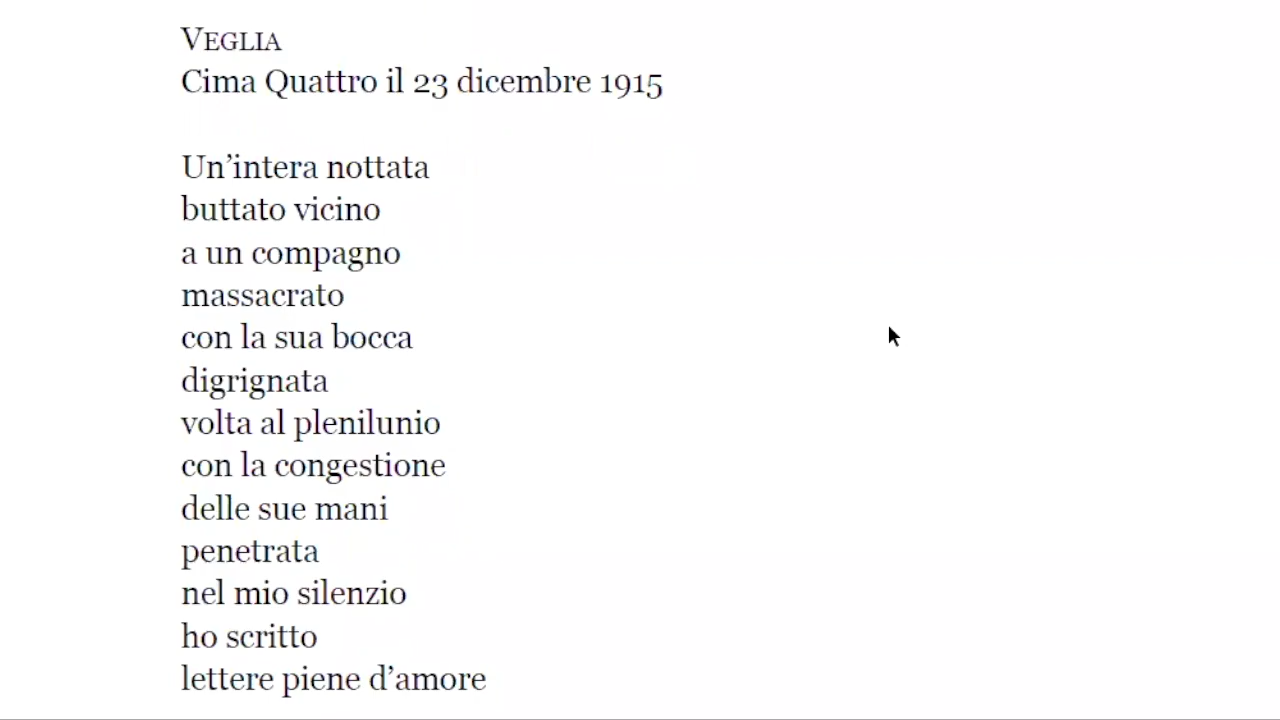 VEGLIA
Cima Quattro il 23 dicembre 1915
Un’intera nottata
buttato vicino
a un compagno
massacrato
con la sua bocca
digrignata
volta al plenilunio
con la congestione
delle sue mani
penetrata
nel mio silenzio
ho scritto
lettere piene d’amore